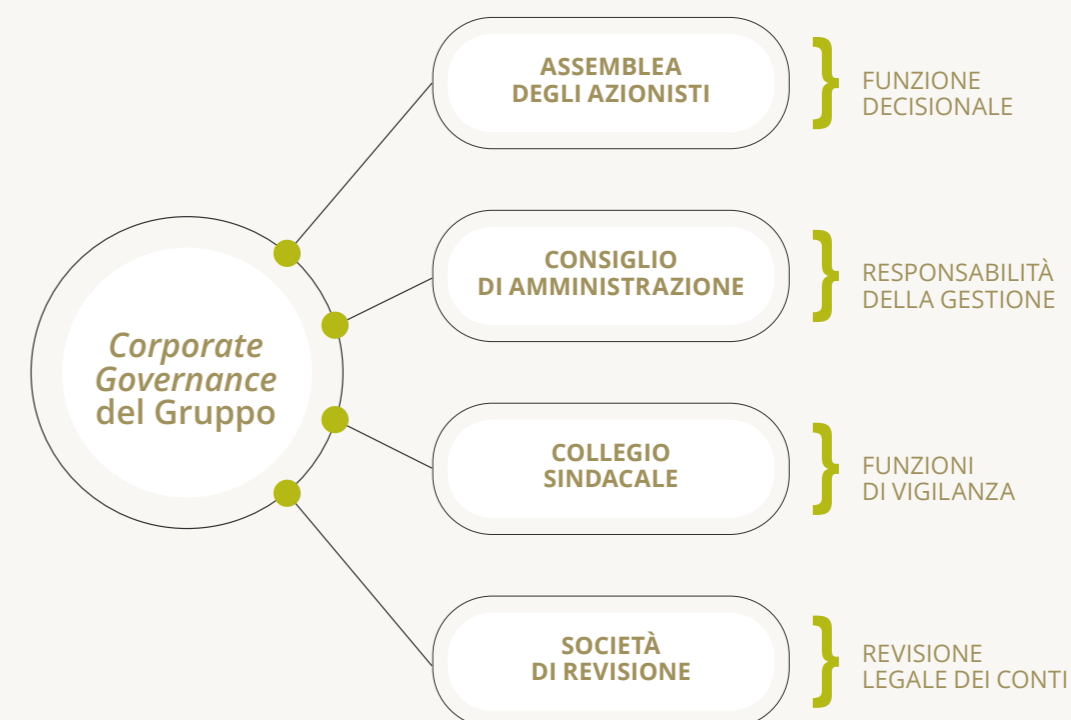 Corporate
Governance
del Gruppo
ASSEMBLEA
DEGLI AZIONISTI
FUNZIONE
DECISIONALE
CONSIGLIO
DI AMMINISTRAZIONE
RESPONSABILITÀ
DELLA GESTIONE
COLLEGIO
SINDACALE
FUNZIONI
DI VIGILANZA
SOCIETÀ
DI REVISIONE
REVISIONE
LEGALE DEI CONTI